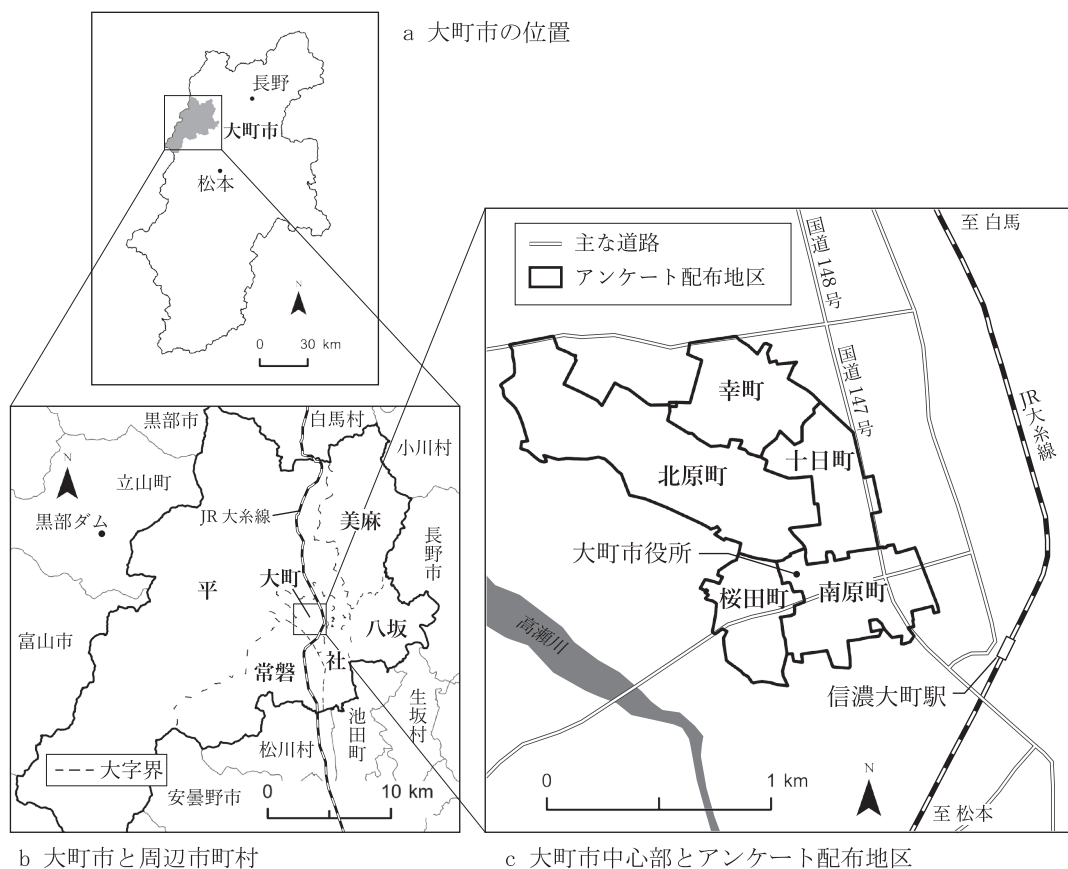 a 大町市の位置
長野
大町市
松本
N
0 30 km
黒部市
白馬村
小川村
N
立山町
黒部ダム
JR大糸線
美麻
長野市
大町
平
富山市
八坂
社
常磐
生坂村
池田町
松川村
大字界
安曇野市
0 10 km
b 大町市と周辺市町村
主な道路
アンケート配布地区
国道148号
至 白馬
国道147号
JR大糸線
幸町
十日町
北原町
大町市役所
桜田町
南原町
高瀬川
信濃大町駅
0 1 km
N
至 松本
c 大町市中心部とアンケート配布地区